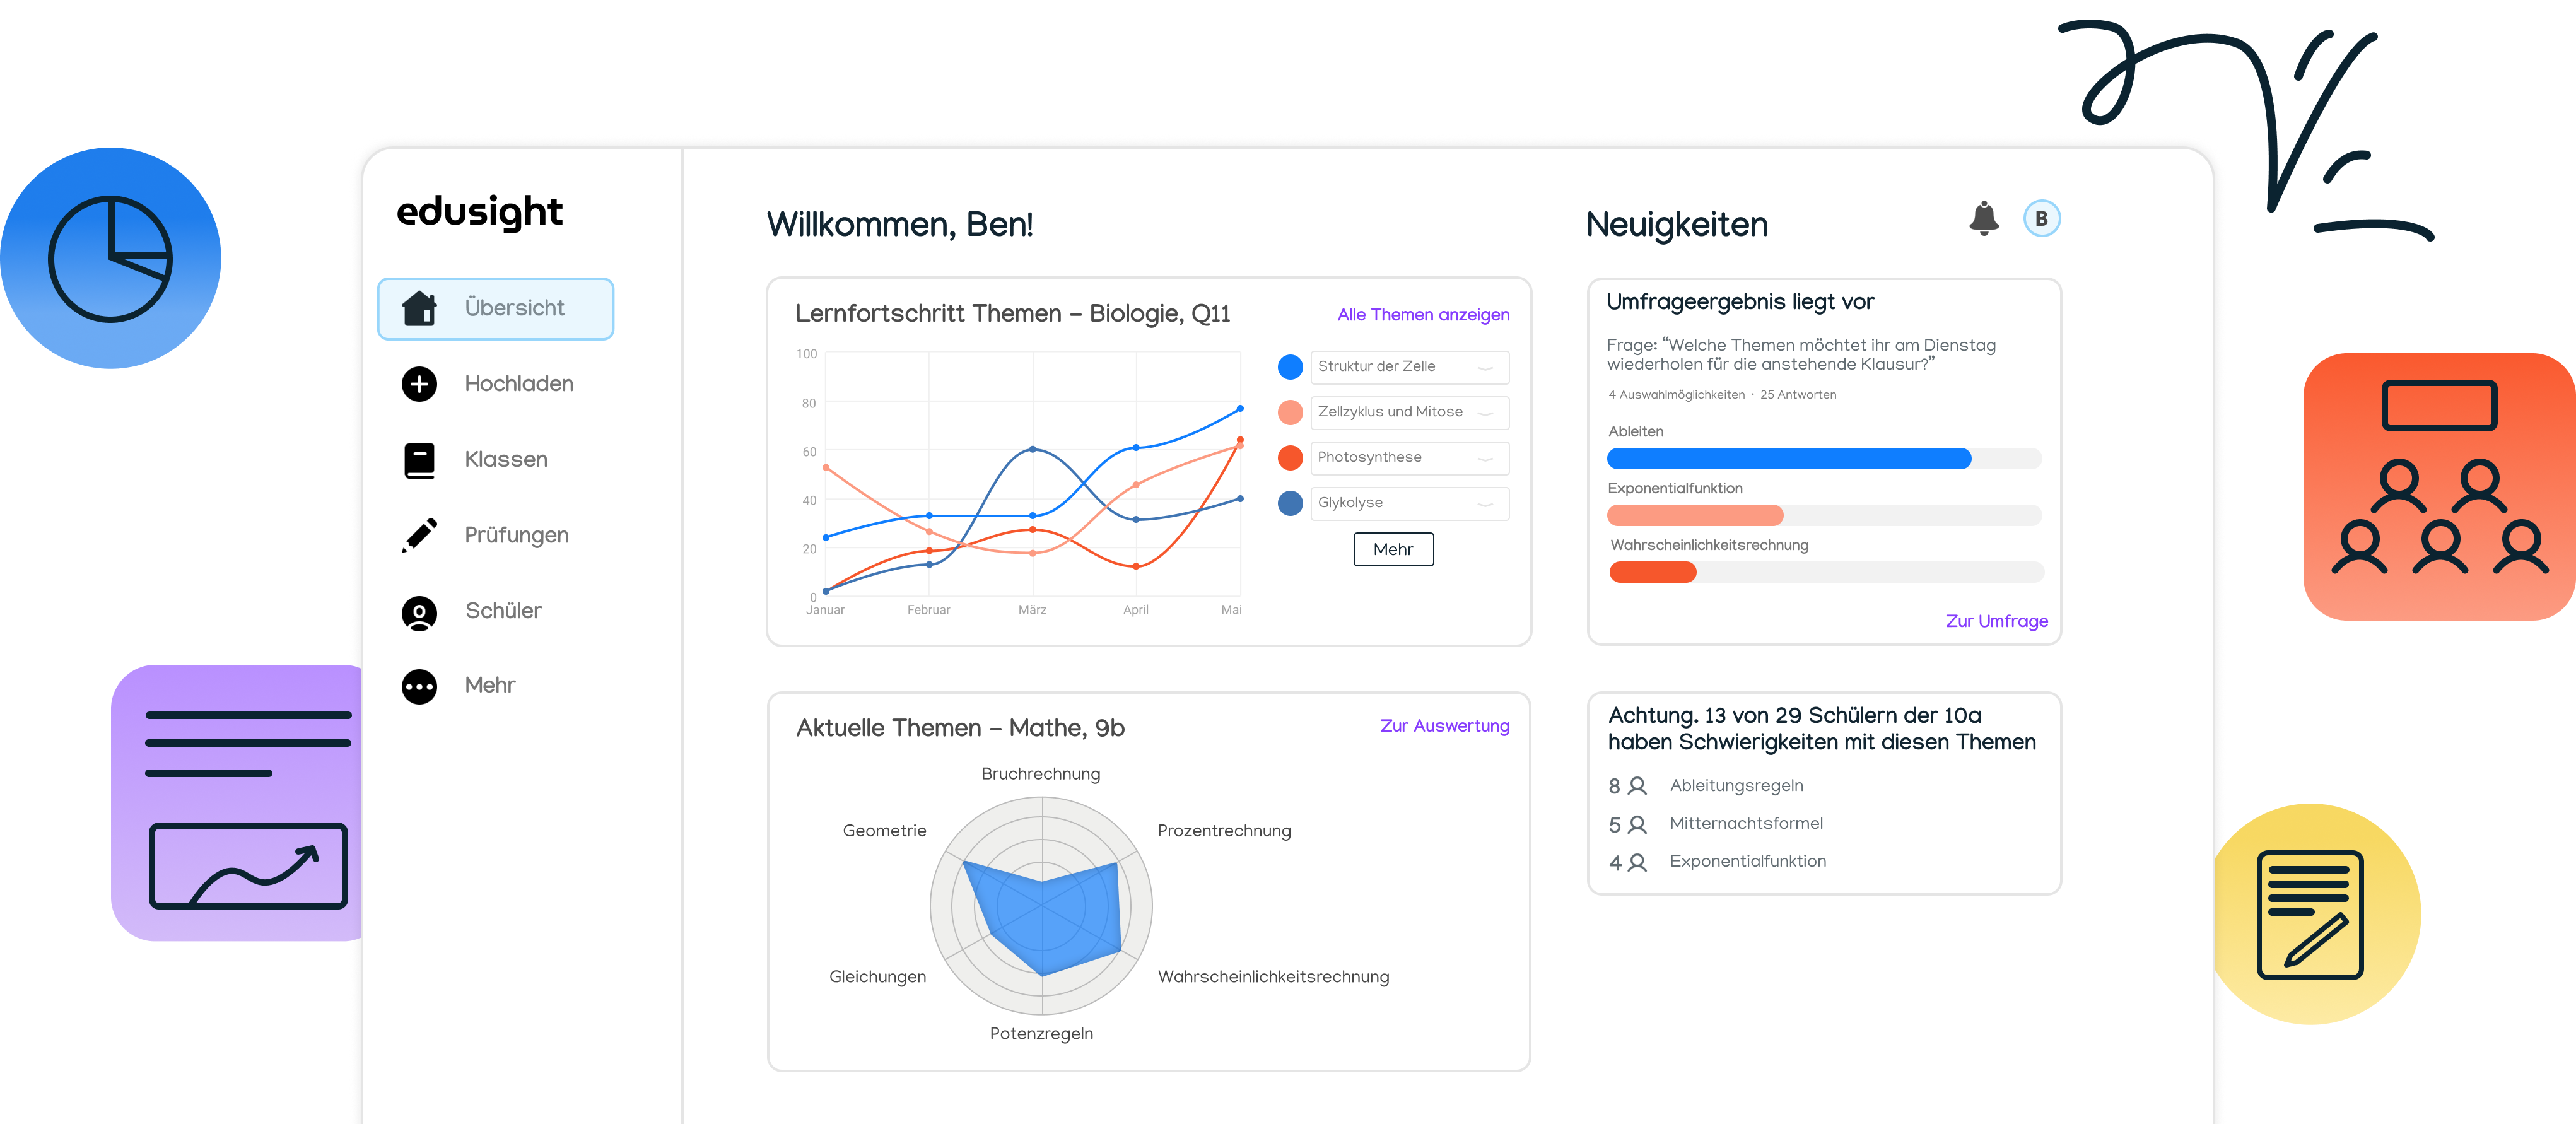 edusight
Übersicht
Hochladen
Klassen
Prüfungen
Schüler
Mehr
Willkommen, Ben!
Lernfortschritt Themen – Biologie, Q11
Alle Themen anzeigen
100
80
60
40
20
0
Januar
Februar
März
April
Mai
Struktur der Zelle
Zellzyklus und Mitose
Photosynthese
Glykolyse
Mehr
Aktuelle Themen – Mathe, 9b
Zur Auswertung
Bruchrechnung
Geometrie
Prozentrechnung
Gleichungen
Wahrscheinlichkeitsrechnung
Potenzregeln
Neuigkeiten
B
Umfrageergebnis liegt vor
Frage: “Welche Themen möchtet ihr am Dienstag
wiederholen für die anstehende Klausur?”
4 Auswahlmöglichkeiten · 25 Antworten
Ableiten
Exponentialfunktion
Wahrscheinlichkeitsrechnung
Zur Umfrage
Achtung. 13 von 29 Schülern der 10a
haben Schwierigkeiten mit diesen Themen
8 Ableitungsregeln
5 Mitternachtsformel
4 Exponentialfunktion